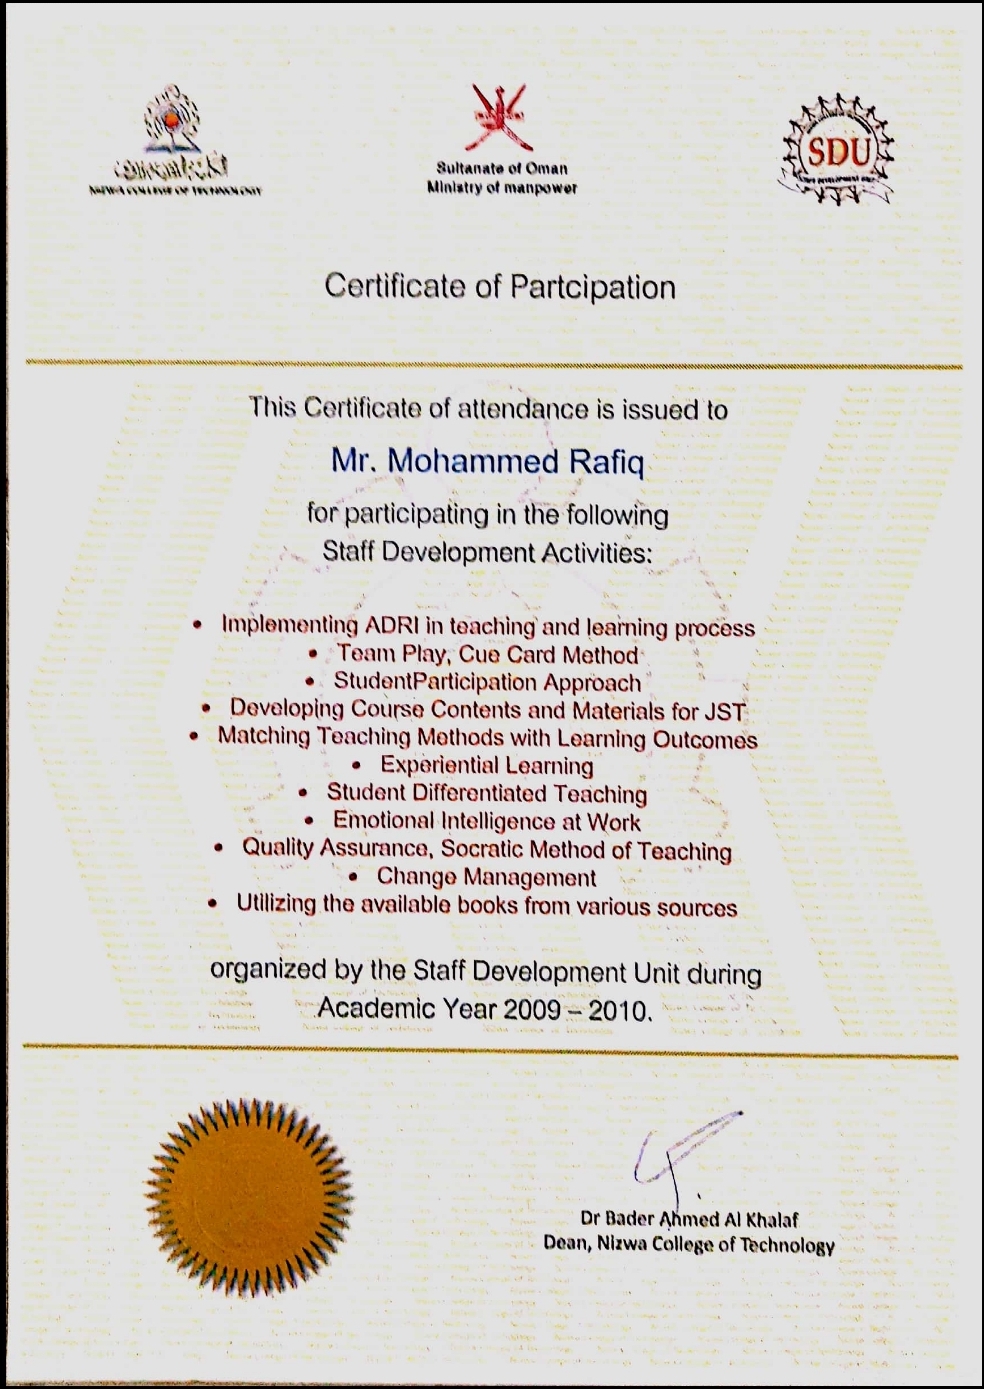 NIZWA COLLEGE OF TECHNOLOGY
Sultanate of Oman
Ministry of manpower
SDU
Certificate of Partcipation
This Certificate of attendance is issued to
Mr. Mohammed Rafiq
for participating in the following
Staff Development Activities:
• Implementing ADRI in teaching and learning process
• Team Play, Cue Card Method
• StudentParticipation Approach
• Developing Course Contents and Materials for JST
• Matching Teaching Methods with Learning Outcomes
• Experiential Learning
• Student Differentiated Teaching
• Emotional Intelligence at Work
• Quality Assurance, Socratic Method of Teaching
• Change Management
• Utilizing the available books from various sources
organized by the Staff Development Unit during
Academic Year 2009 – 2010.
Dr Bader Ahmed Al Khalaf
Dean, Nizwa College of Technology